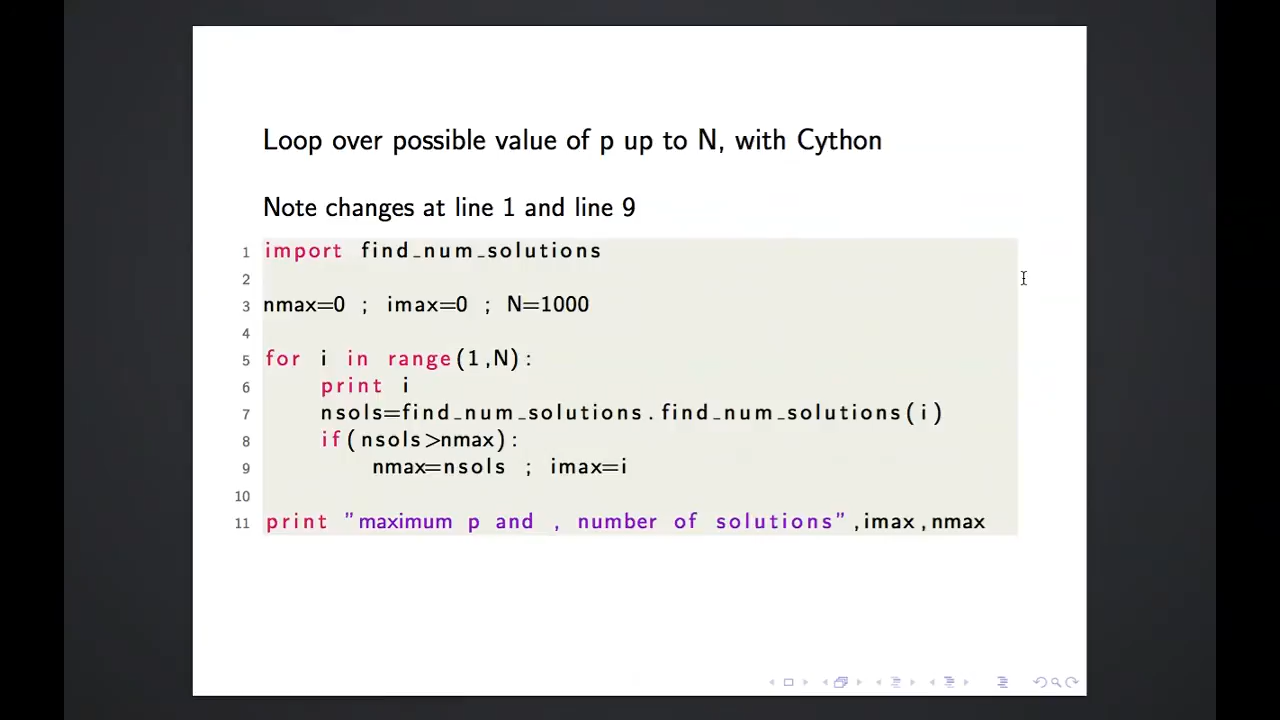 Loop over possible value of p up to N, with Cython
Note changes at line 1 and line 9
1 import find_num_solutions
2
3 nmax=0 ; imax=0 ; N=1000
4
5 for i in range(1,N):
6 print i
7 nsols=find_num_solutions.find_num_solutions(i)
8 if(nsols>nmax):
9 nmax=nsols ; imax=i
10
11 print "maximum p and , number of solutions",imax,nmax